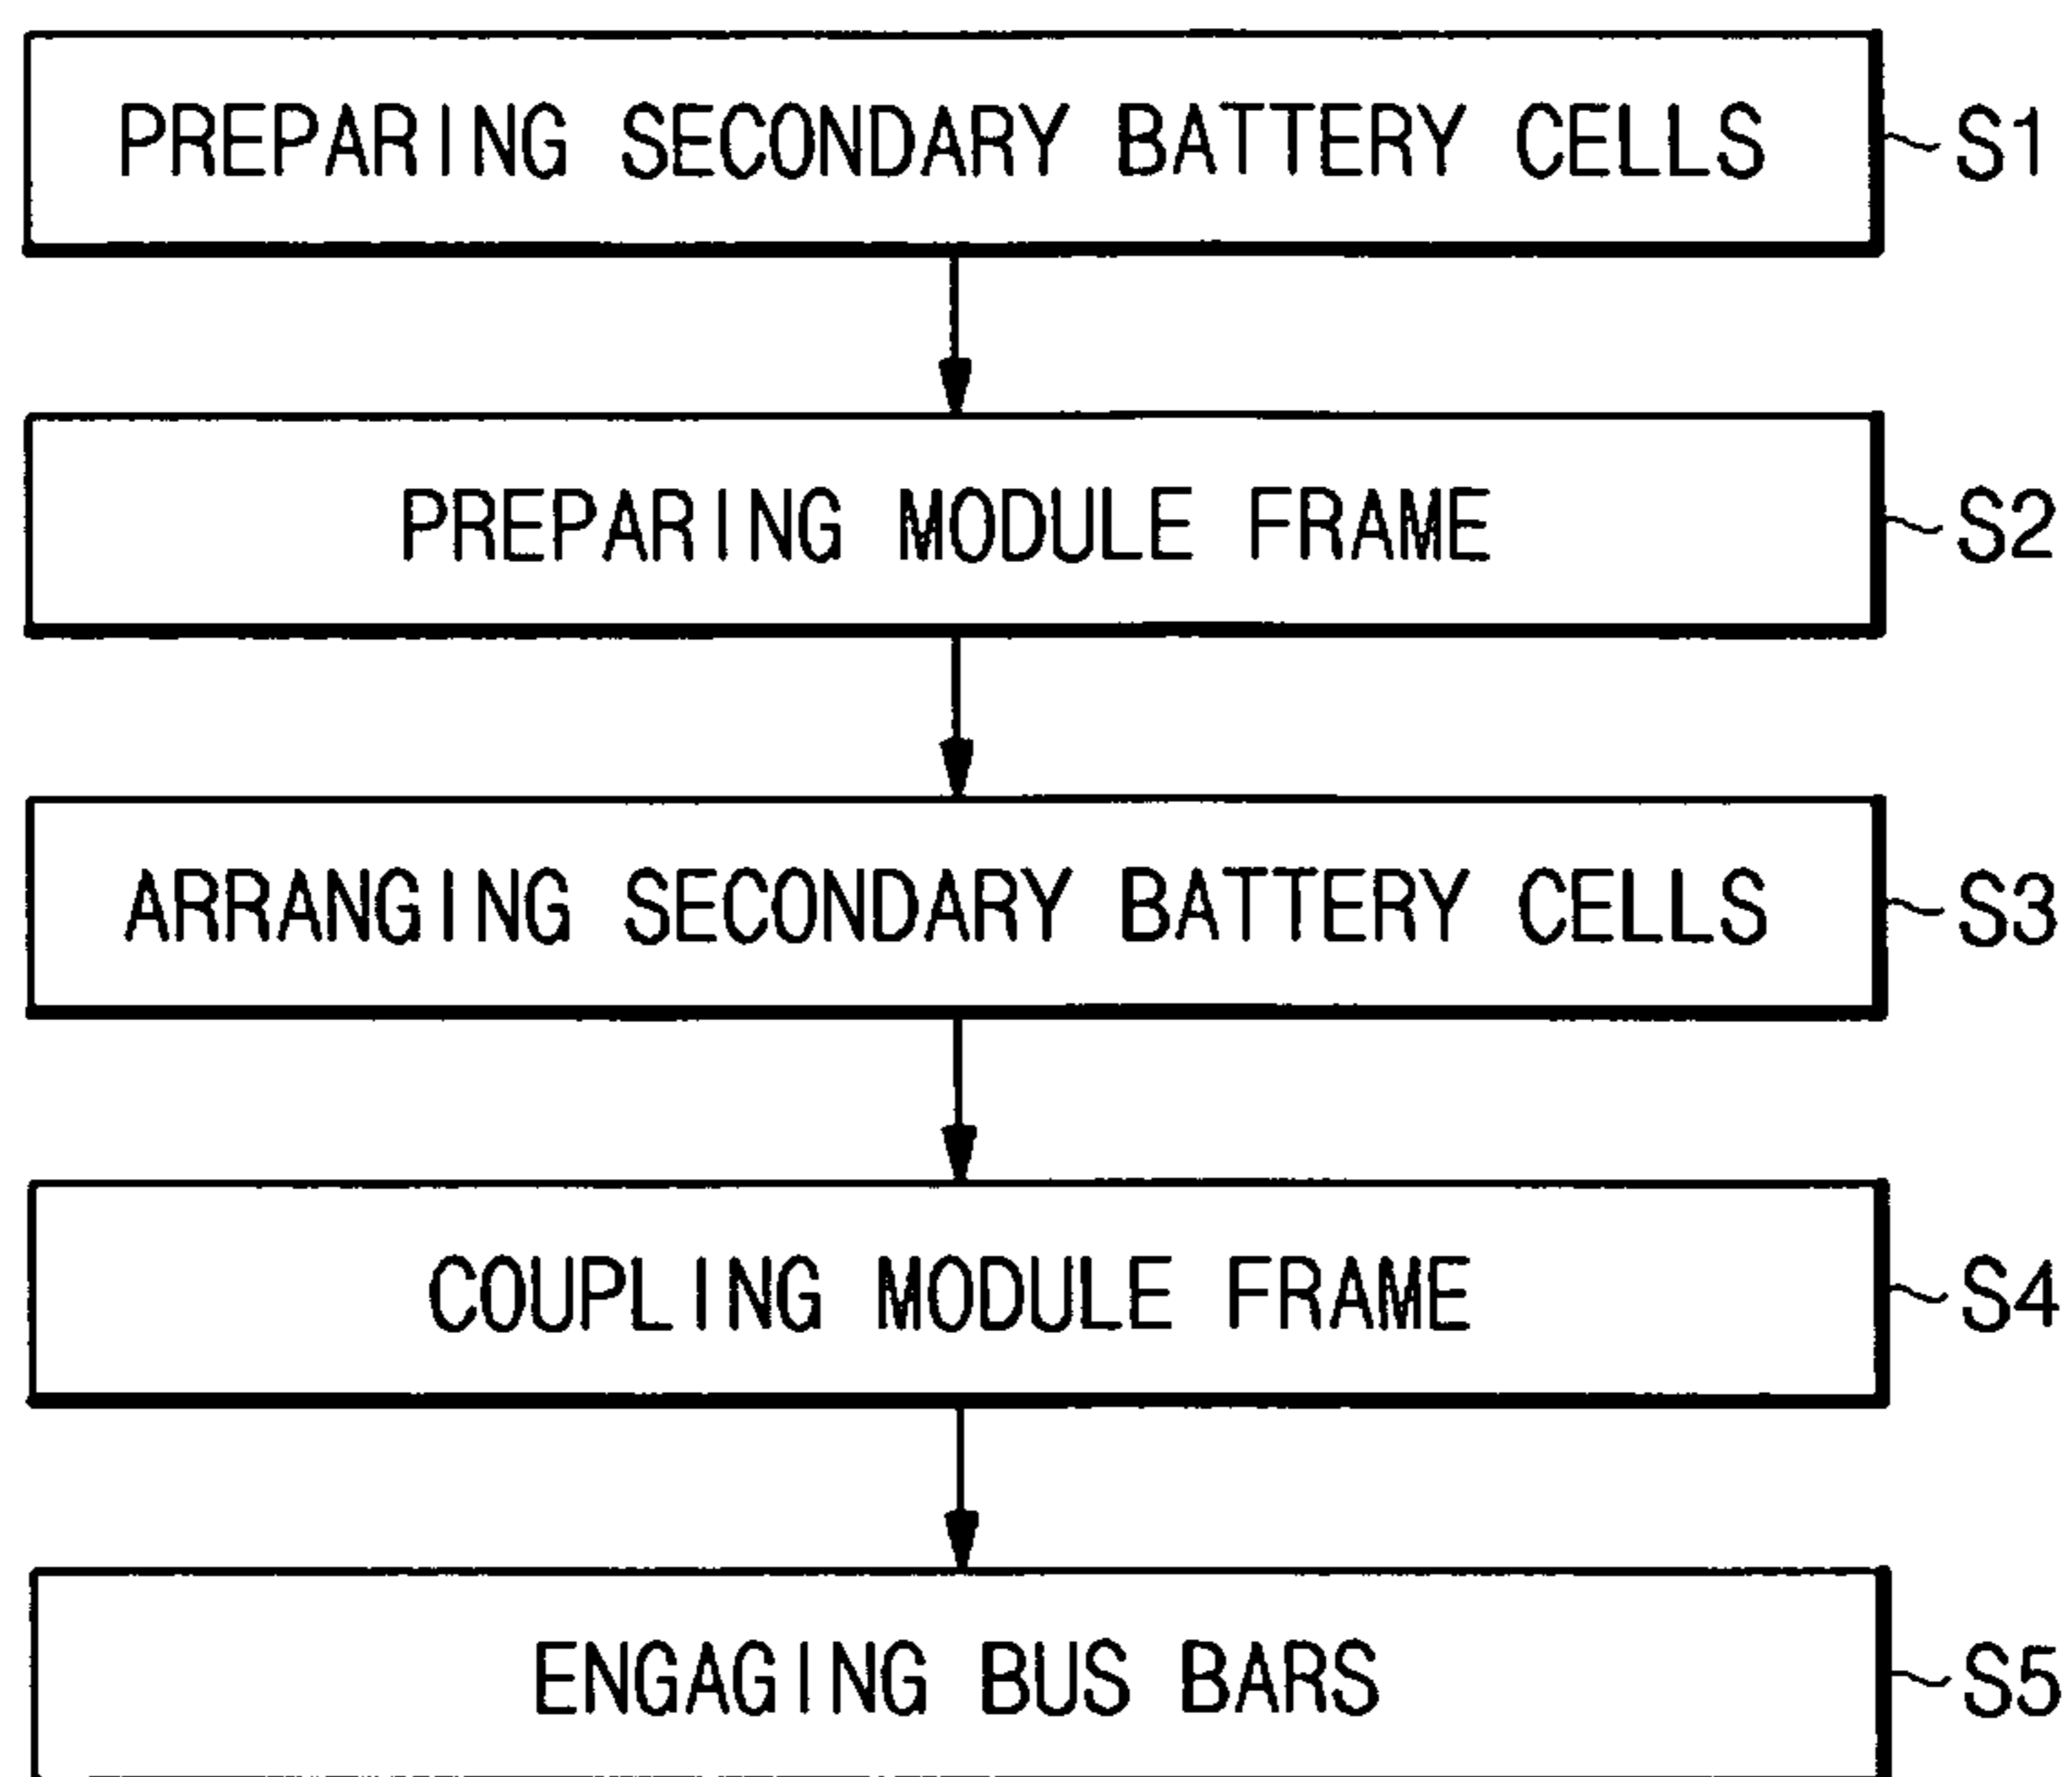 PREPARING SECONDARY BATTERY CELLS S1
PREPARING MODULE FRAME S2
ARRANGING SECONDARY BATTERY CELLS S3
COUPLING MODULE FRAME S4
ENGAGING BUS BARS S5